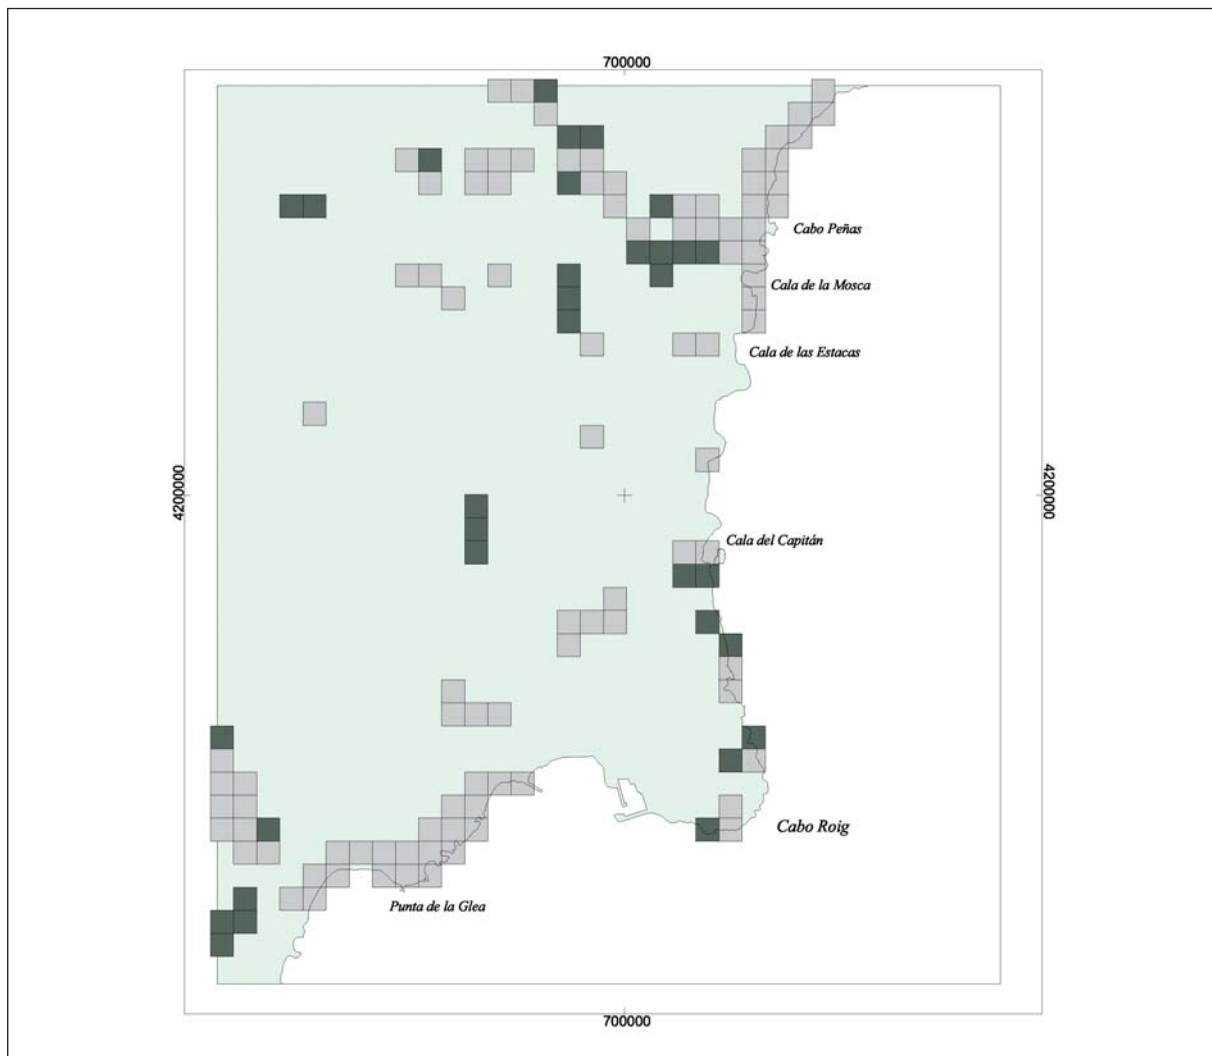 700000
Cabo Peñas
Cala de la Mosca
Cala de las Estacas
4200000
4200000
Cala del Capitán
Cabo Roig
Punta de la Glea
700000